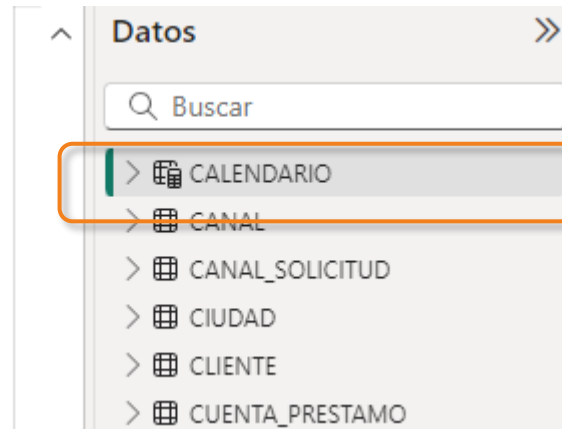 Datos
Buscar
CALENDARIO
CANAL
CANAL_SOLICITUD
CIUDAD
CLIENTE
CUENTA_PRESTAMO